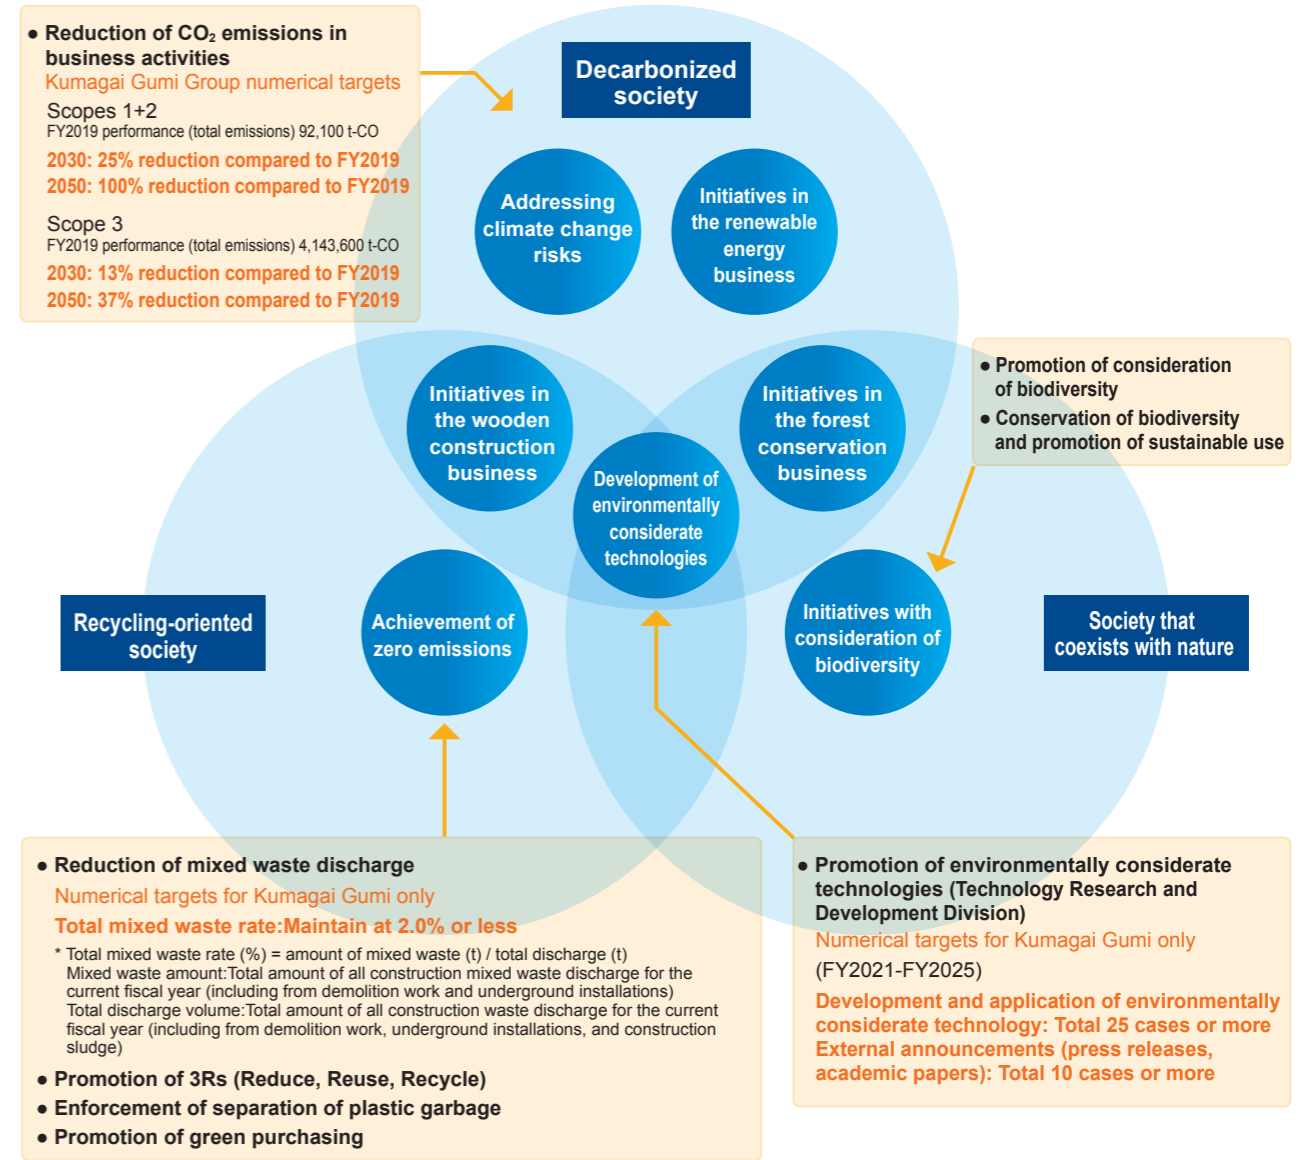 ● Reduction of CO₂ emissions in
business activities
Kumagai Gumi Group numerical targets
Scopes 1+2
FY2019 performance (total emissions) 92,100 t-CO
2030: 25% reduction compared to FY2019
2050: 100% reduction compared to FY2019
Scope 3
FY2019 performance (total emissions) 4,143,600 t-CO
2030: 13% reduction compared to FY2019
2050: 37% reduction compared to FY2019
Decarbonized
society
Addressing
climate change
risks
Initiatives in
the renewable
energy
business
Initiatives in
the wooden
construction
business
Initiatives in
the forest
conservation
business
Development of
environmentally
considerate
technologies
● Promotion of consideration
of biodiversity
● Conservation of biodiversity
and promotion of sustainable use
Recycling-oriented
society
Achievement of
zero emissions
Initiatives with
consideration of
biodiversity
Society that
coexists with nature
● Reduction of mixed waste discharge
Numerical targets for Kumagai Gumi only
Total mixed waste rate:Maintain at 2.0% or less
* Total mixed waste rate (%) = amount of mixed waste (t) / total discharge (t)
Mixed waste amount:Total amount of all construction mixed waste discharge for the
current fiscal year (including from demolition work and underground installations)
Total discharge volume:Total amount of all construction waste discharge for the current
fiscal year (including from demolition work, underground installations, and construction
sludge)
● Promotion of 3Rs (Reduce, Reuse, Recycle)
● Enforcement of separation of plastic garbage
● Promotion of green purchasing
● Promotion of environmentally considerate
technologies (Technology Research and
Development Division)
Numerical targets for Kumagai Gumi only
(FY2021-FY2025)
Development and application of environmentally
considerate technology: Total 25 cases or more
External announcements (press releases,
academic papers): Total 10 cases or more